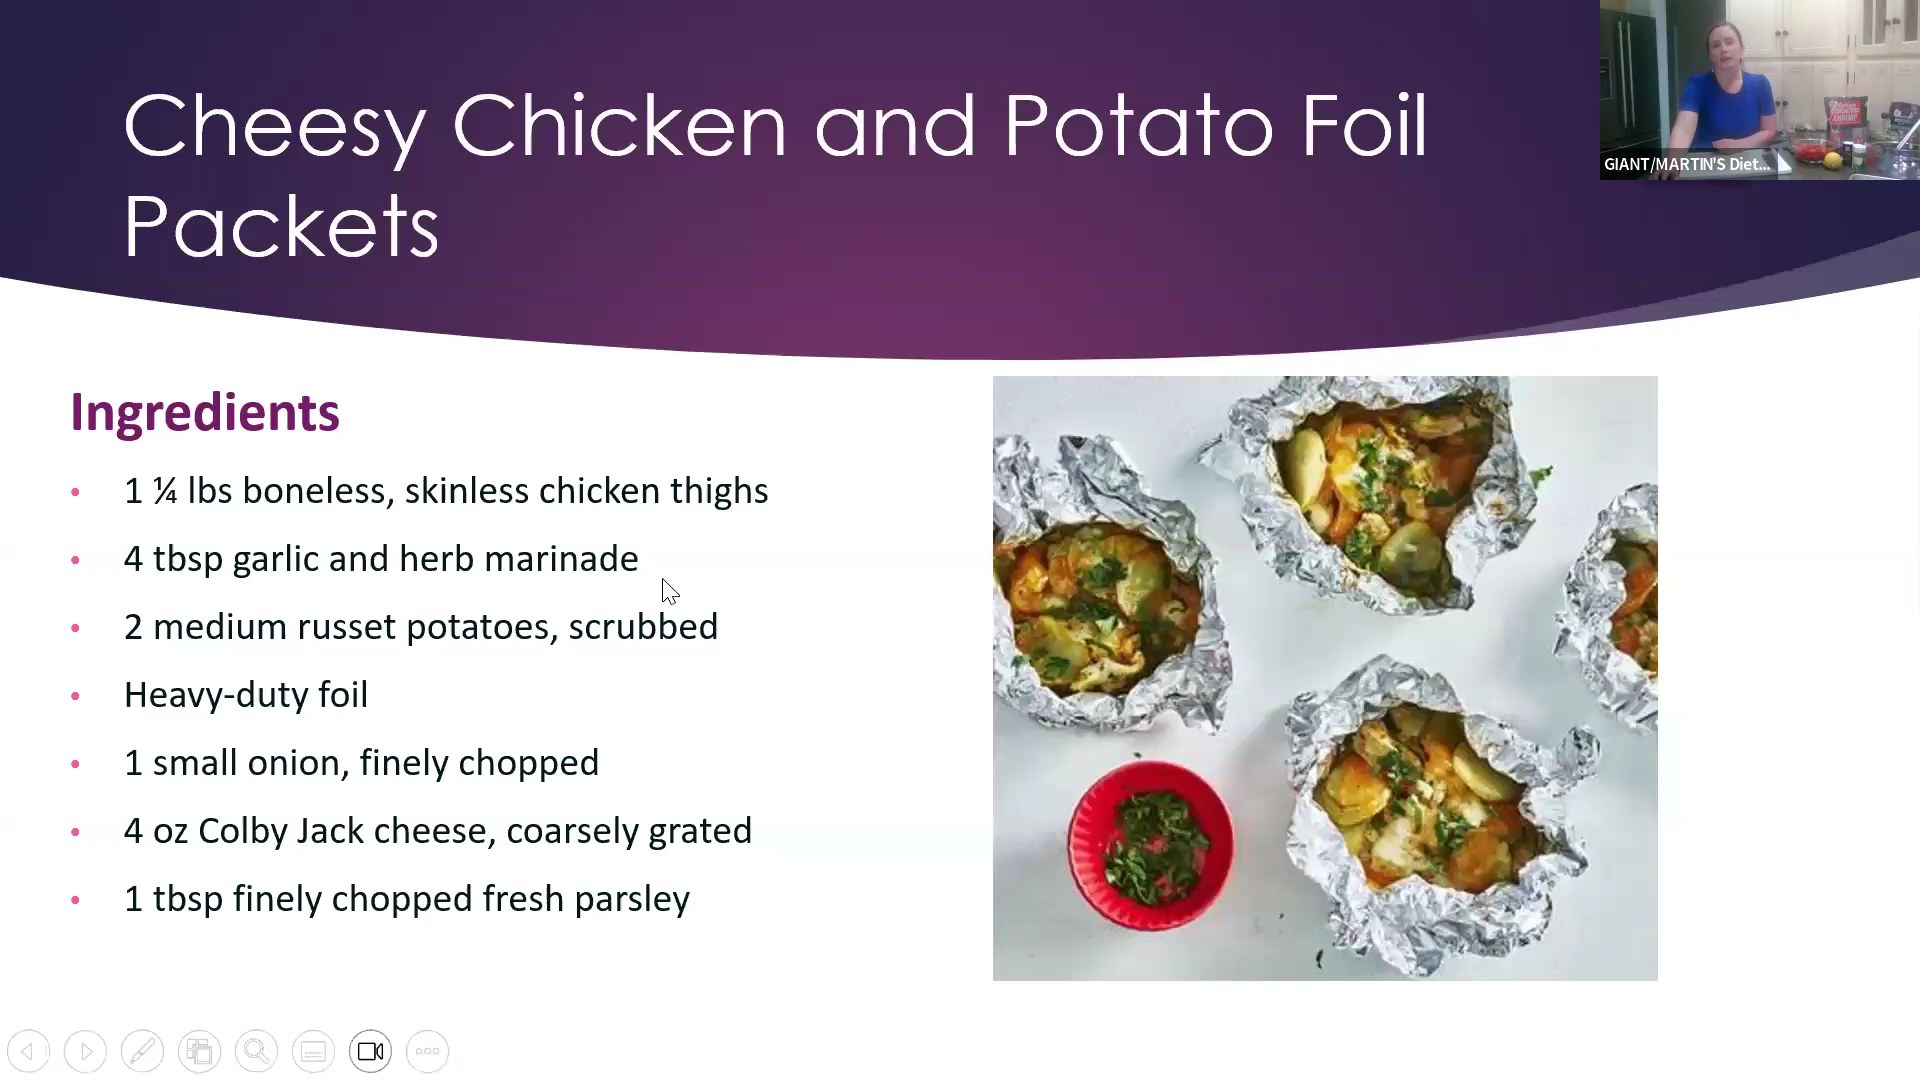 Cheesy Chicken and Potato Foil
Packets
GIANT/MARTIN'S Diet...
Ingredients
• 1 ¼ lbs boneless, skinless chicken thighs
• 4 tbsp garlic and herb marinade
• 2 medium russet potatoes, scrubbed
• Heavy-duty foil
• 1 small onion, finely chopped
• 4 oz Colby Jack cheese, coarsely grated
• 1 tbsp finely chopped fresh parsley